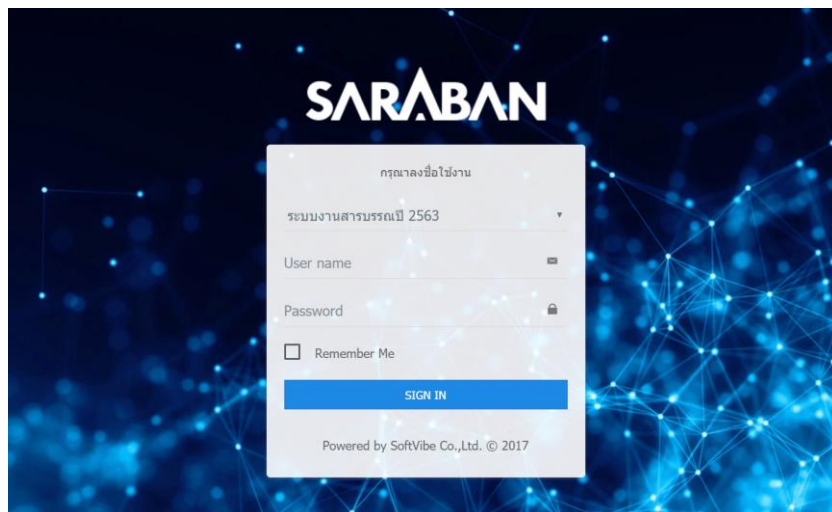 SARABAN
กรุณาลงชื่อใช้งาน
ระบบงานสารบรรณปี 2563
User name
Password
Remember Me
SIGN IN
Powered by SoftVibe Co.,Ltd. © 2017